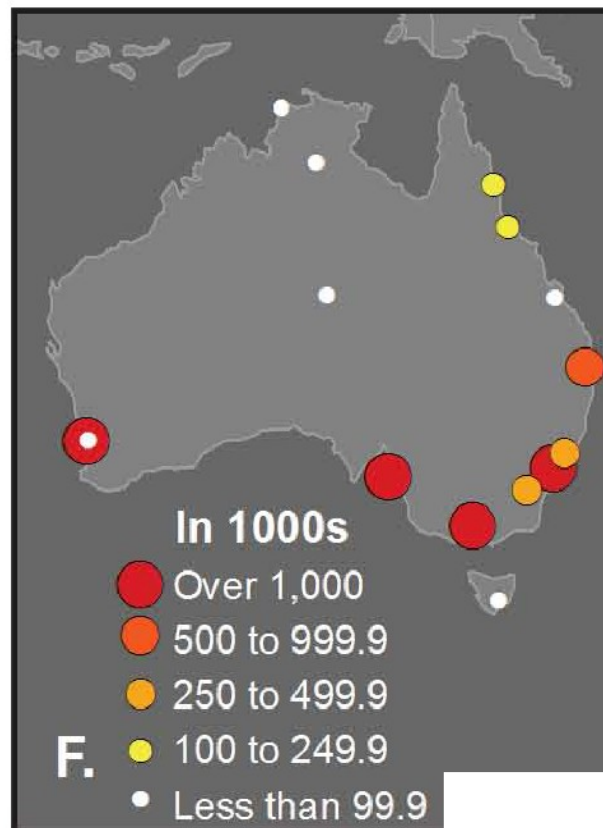 In 1000s
Over 1,000
500 to 999.9
250 to 499.9
100 to 249.9
F.
Less than 99.9